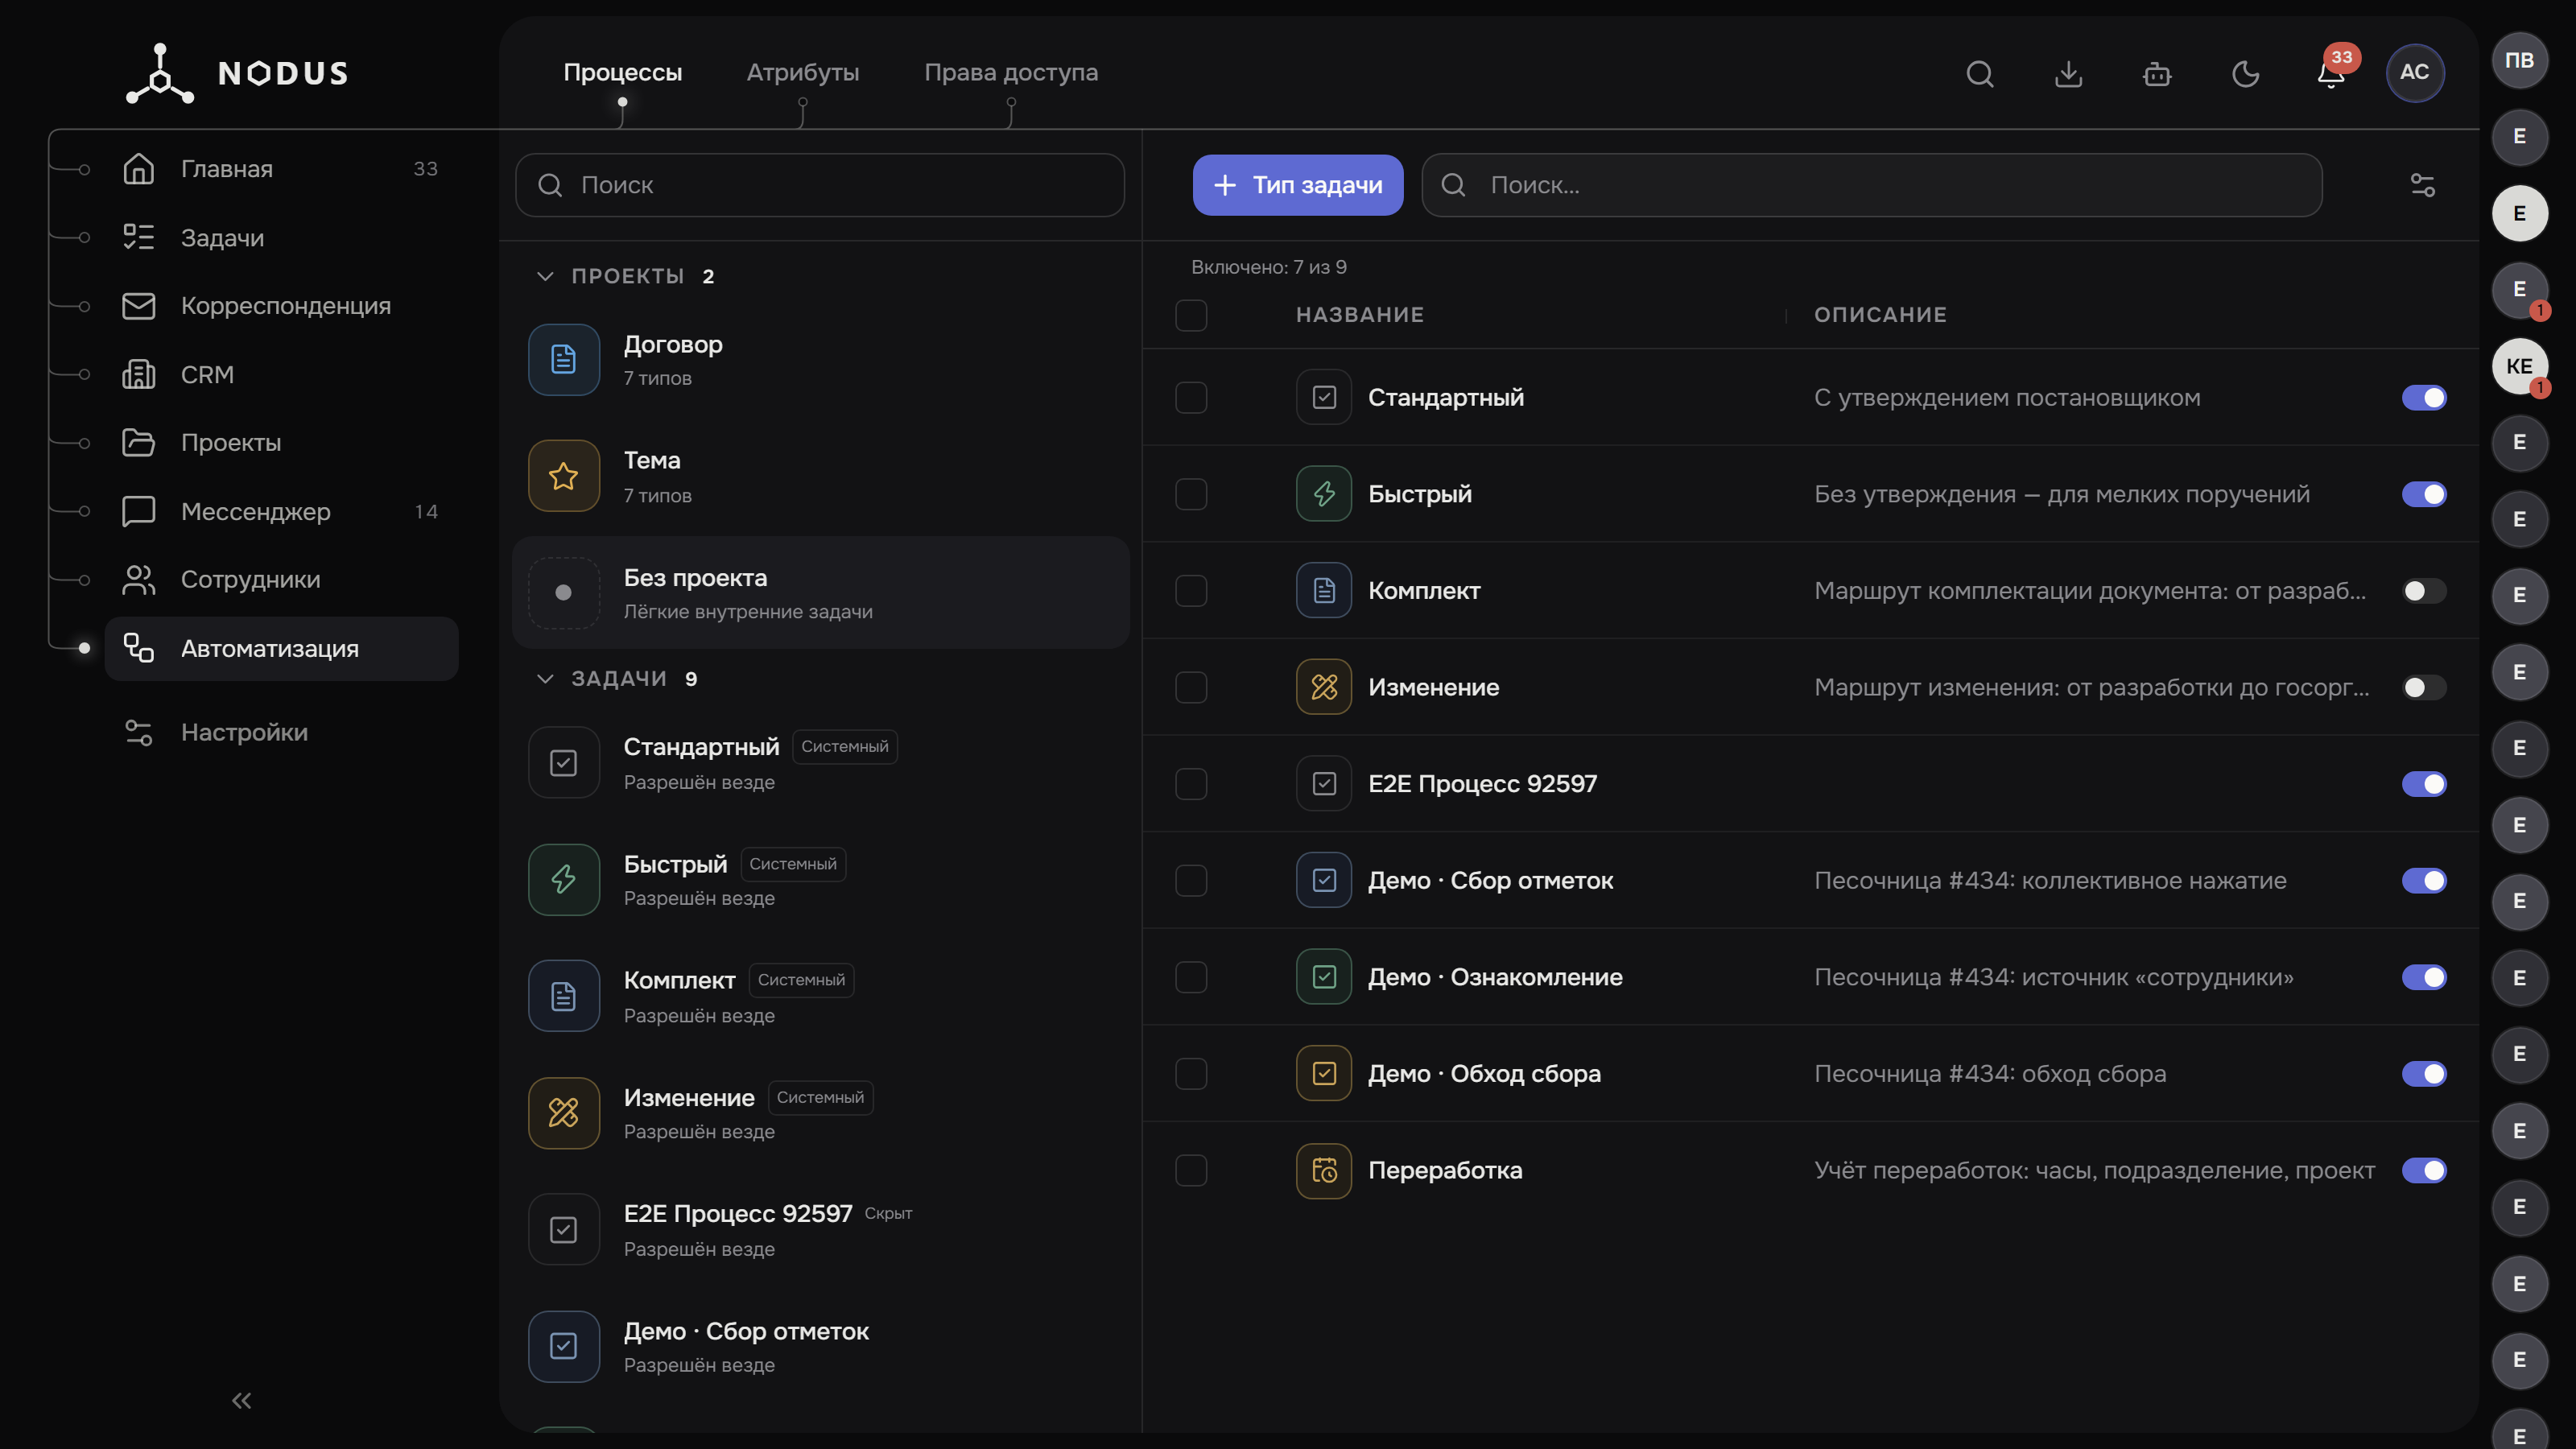 NODUS
Главная 33
Задачи
Корреспонденция
CRM
Проекты
Мессенджер 14
Сотрудники
Автоматизация
Настройки
Процессы Атрибуты Права доступа
33
АС
Поиск
ПРОЕКТЫ 2
Договор
7 типов
Тема
7 типов
Без проекта
Лёгкие внутренние задачи
ЗАДАЧИ 9
Стандартный Системный
Разрешён везде
Быстрый Системный
Разрешён везде
Комплект Системный
Разрешён везде
Изменение Системный
Разрешён везде
E2E Процесс 92597 Скрыт
Разрешён везде
Демо · Сбор отметок
Разрешён везде
Тип задачи
Поиск...
Включено: 7 из 9
НАЗВАНИЕ ОПИСАНИЕ
Стандартный С утверждением постановщиком
Быстрый Без утверждения — для мелких поручений
Комплект Маршрут комплектации документа: от разраб...
Изменение Маршрут изменения: от разработки до госорг...
E2E Процесс 92597
Демо · Сбор отметок Песочница #434: коллективное нажатие
Демо · Ознакомление Песочница #434: источник «сотрудники»
Демо · Обход сбора Песочница #434: обход сбора
Переработка Учёт переработок: часы, подразделение, проект
ПВ
Е
Е
Е
1
КЕ
1
Е
Е
Е
Е
Е
Е
Е
Е
Е
Е
Е
Е
Е
Е